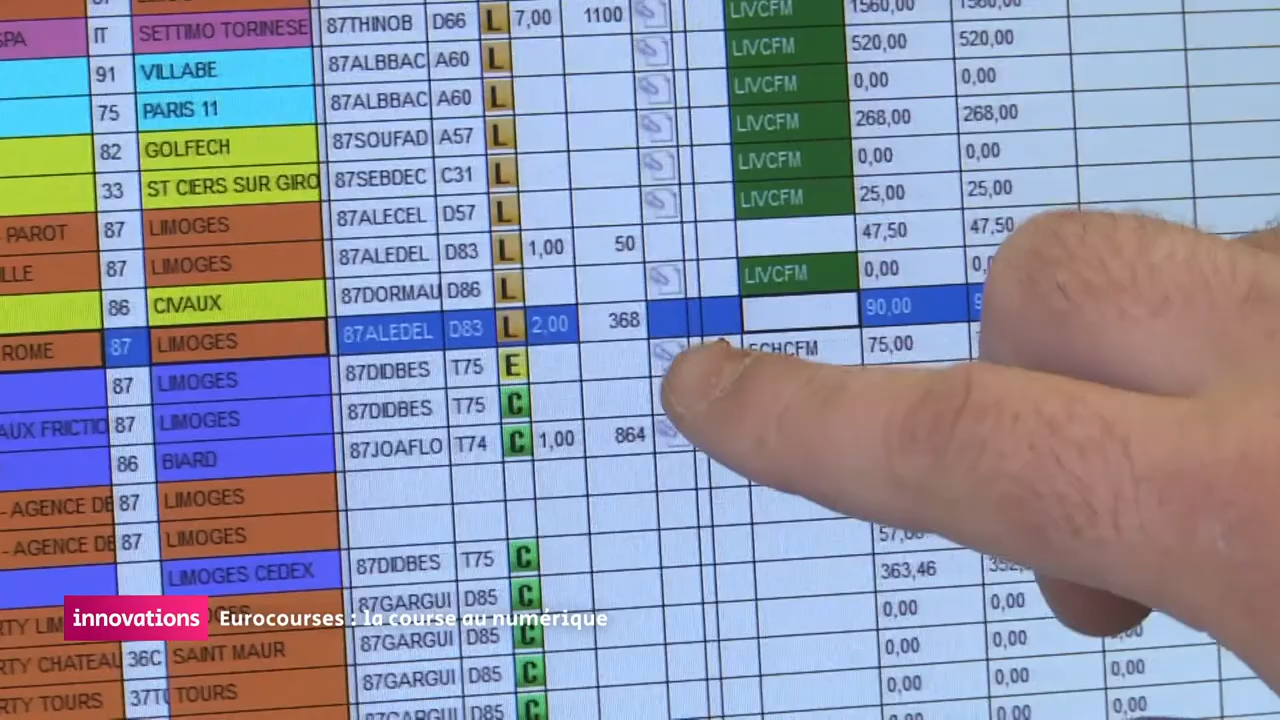 SPA IT SETTIMO TORINESE 87THINOB D66 L 7,00 1100 LIVCFM 1560,00 1560,00
91 VILLABE 87ALBBAC A60 L LIVCFM 520,00 520,00
75 PARIS 11 87ALBBAC A60 L LIVCFM 0,00 0,00
82 GOLFECH 87SOUFAD A57 L LIVCFM 268,00 268,00
33 ST CIERS SUR GIRO 87SEBDEC C31 L LIVCFM 0,00 0,00
- PAROT 87 LIMOGES 87ALECEL D57 L LIVCFM 25,00 25,00
LLE 87 LIMOGES 87ALEDEL D83 L 1,00 50 47,50 47,50
86 CIVAUX 87DORMAU D86 L LIVCFM 0,00 0,
ROME 87 LIMOGES 87ALEDEL D83 L 2,00 368 90,00 9
87 LIMOGES 87DIDBES T75 E ECHCFM 75,00
AUX FRICTIO 87 LIMOGES 87DIDBES T75 C
86 BIARD 87JOAFLO T74 C 1,00 864
- AGENCE DE 87 LIMOGES
- AGENCE DE 87 LIMOGES
LIMOGES CEDEX 87DIDBES T75 C
RTY LIM OGES 87GARGUI D85 C 363,46
RTY CHATEAU 36C SAINT MAUR 87GARGUI D85 C 0,00 0,00
RTY TOURS 37TO TOURS 87GARGUI D85 C 0,00 0,00 0,00
87GARGUI D85 C 0,00 0,00 0,00
innovations Eurocourses : la course au numérique